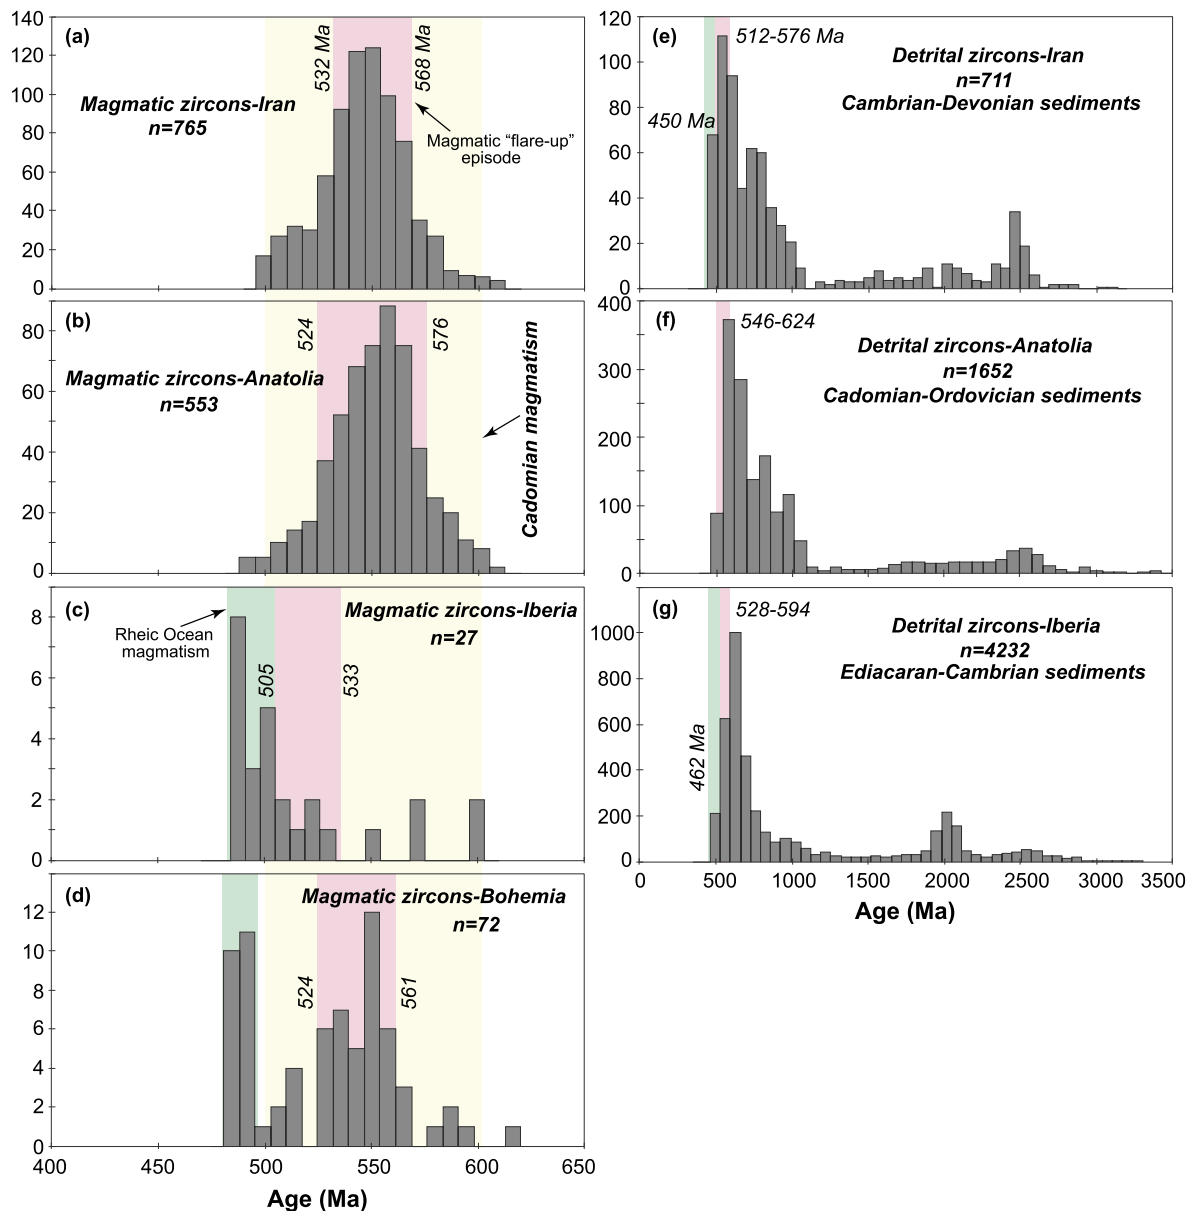 (a)
140
120
100
80
60
40
20
0
532 Ma
568 Ma
Magmatic zircons-Iran
n=765
Magmatic “flare-up”
episode
(b)
80
60
40
20
0
524
576
Magmatic zircons-Anatolia
n=553
Cadomian magmatism
(c)
8
6
4
2
0
Magmatic zircons-Iberia
n=27
Rheic Ocean
magmatism
505
533
(d)
12
10
8
6
4
2
0
Magmatic zircons-Bohemia
n=72
524
561
400 450 500 550 600 650
Age (Ma)
(e)
120
100
80
60
40
20
0
512-576 Ma
450 Ma
Detrital zircons-Iran
n=711
Cambrian-Devonian sediments
(f)
400
300
200
100
0
546-624
Detrital zircons-Anatolia
n=1652
Cadomian-Ordovician sediments
(g)
1000
800
600
400
200
0
528-594
462 Ma
Detrital zircons-Iberia
n=4232
Ediacaran-Cambrian sediments
0 500 1000 1500 2000 2500 3000 3500
Age (Ma)